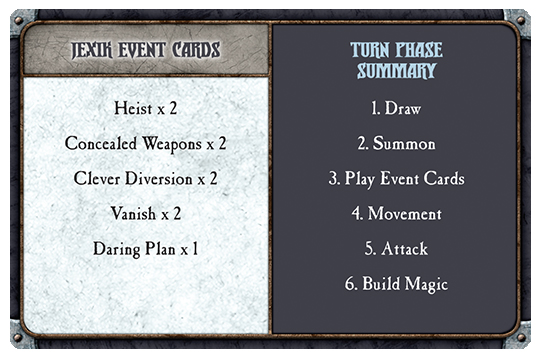 JEXIK EVENT CARDS
Heist x 2
Concealed Weapons x 2
Clever Diversion x 2
Vanish x 2
Daring Plan x 1
TURN PHASE
SUMMARY
1. Draw
2. Summon
3. Play Event Cards
4. Movement
5. Attack
6. Build Magic